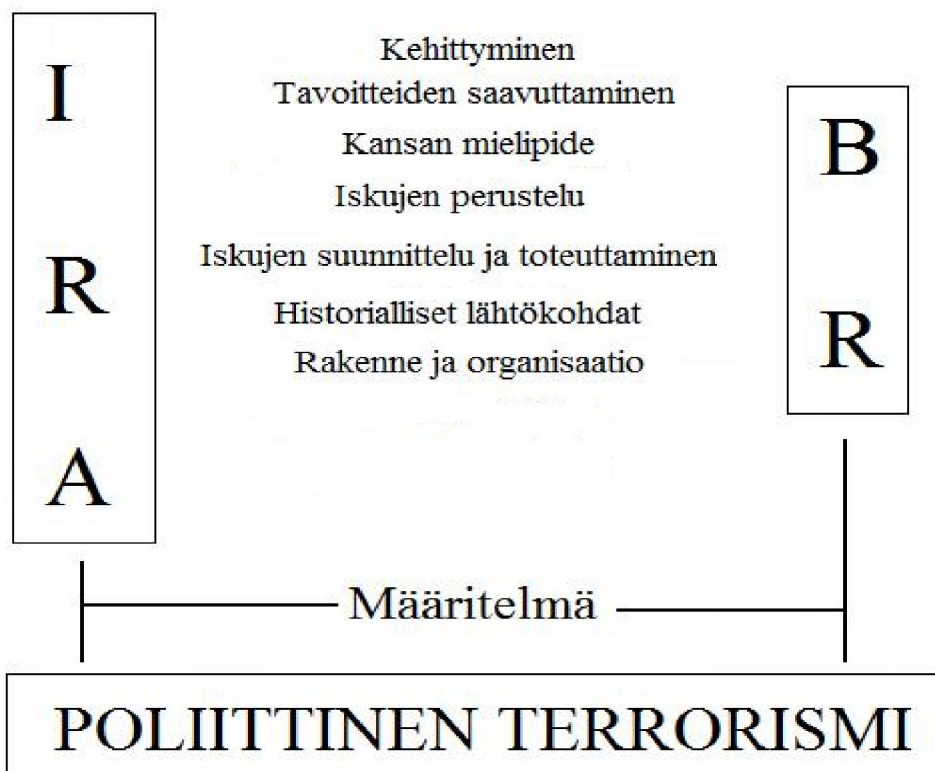 I
R
A
Kehittyminen
Tavoitteiden saavuttaminen
Kansan mielipide
Iskujen perustelu
Iskujen suunnittelu ja toteuttaminen
Historialliset lähtökohdat
Rakenne ja organisaatio
B
R
Määritelmä
POLIITTINEN TERRORISMI